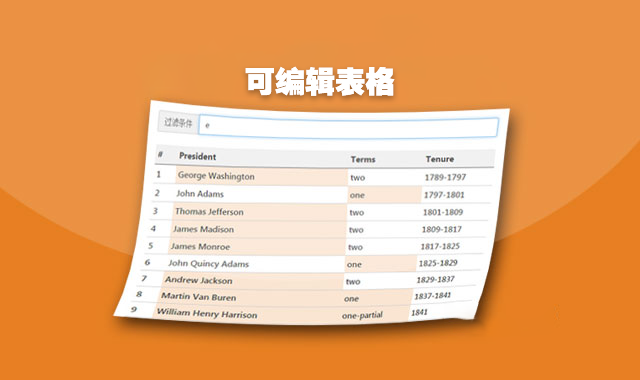 可编辑表格
过滤条件 e
# President Terms Tenure
1 George Washington two 1789-1797
2 John Adams one 1797-1801
3 Thomas Jefferson two 1801-1809
4 James Madison two 1809-1817
5 James Monroe two 1817-1825
6 John Quincy Adams one 1825-1829
7 Andrew Jackson two 1829-1837
8 Martin Van Buren one 1837-1841
9 William Henry Harrison one-partial 1841